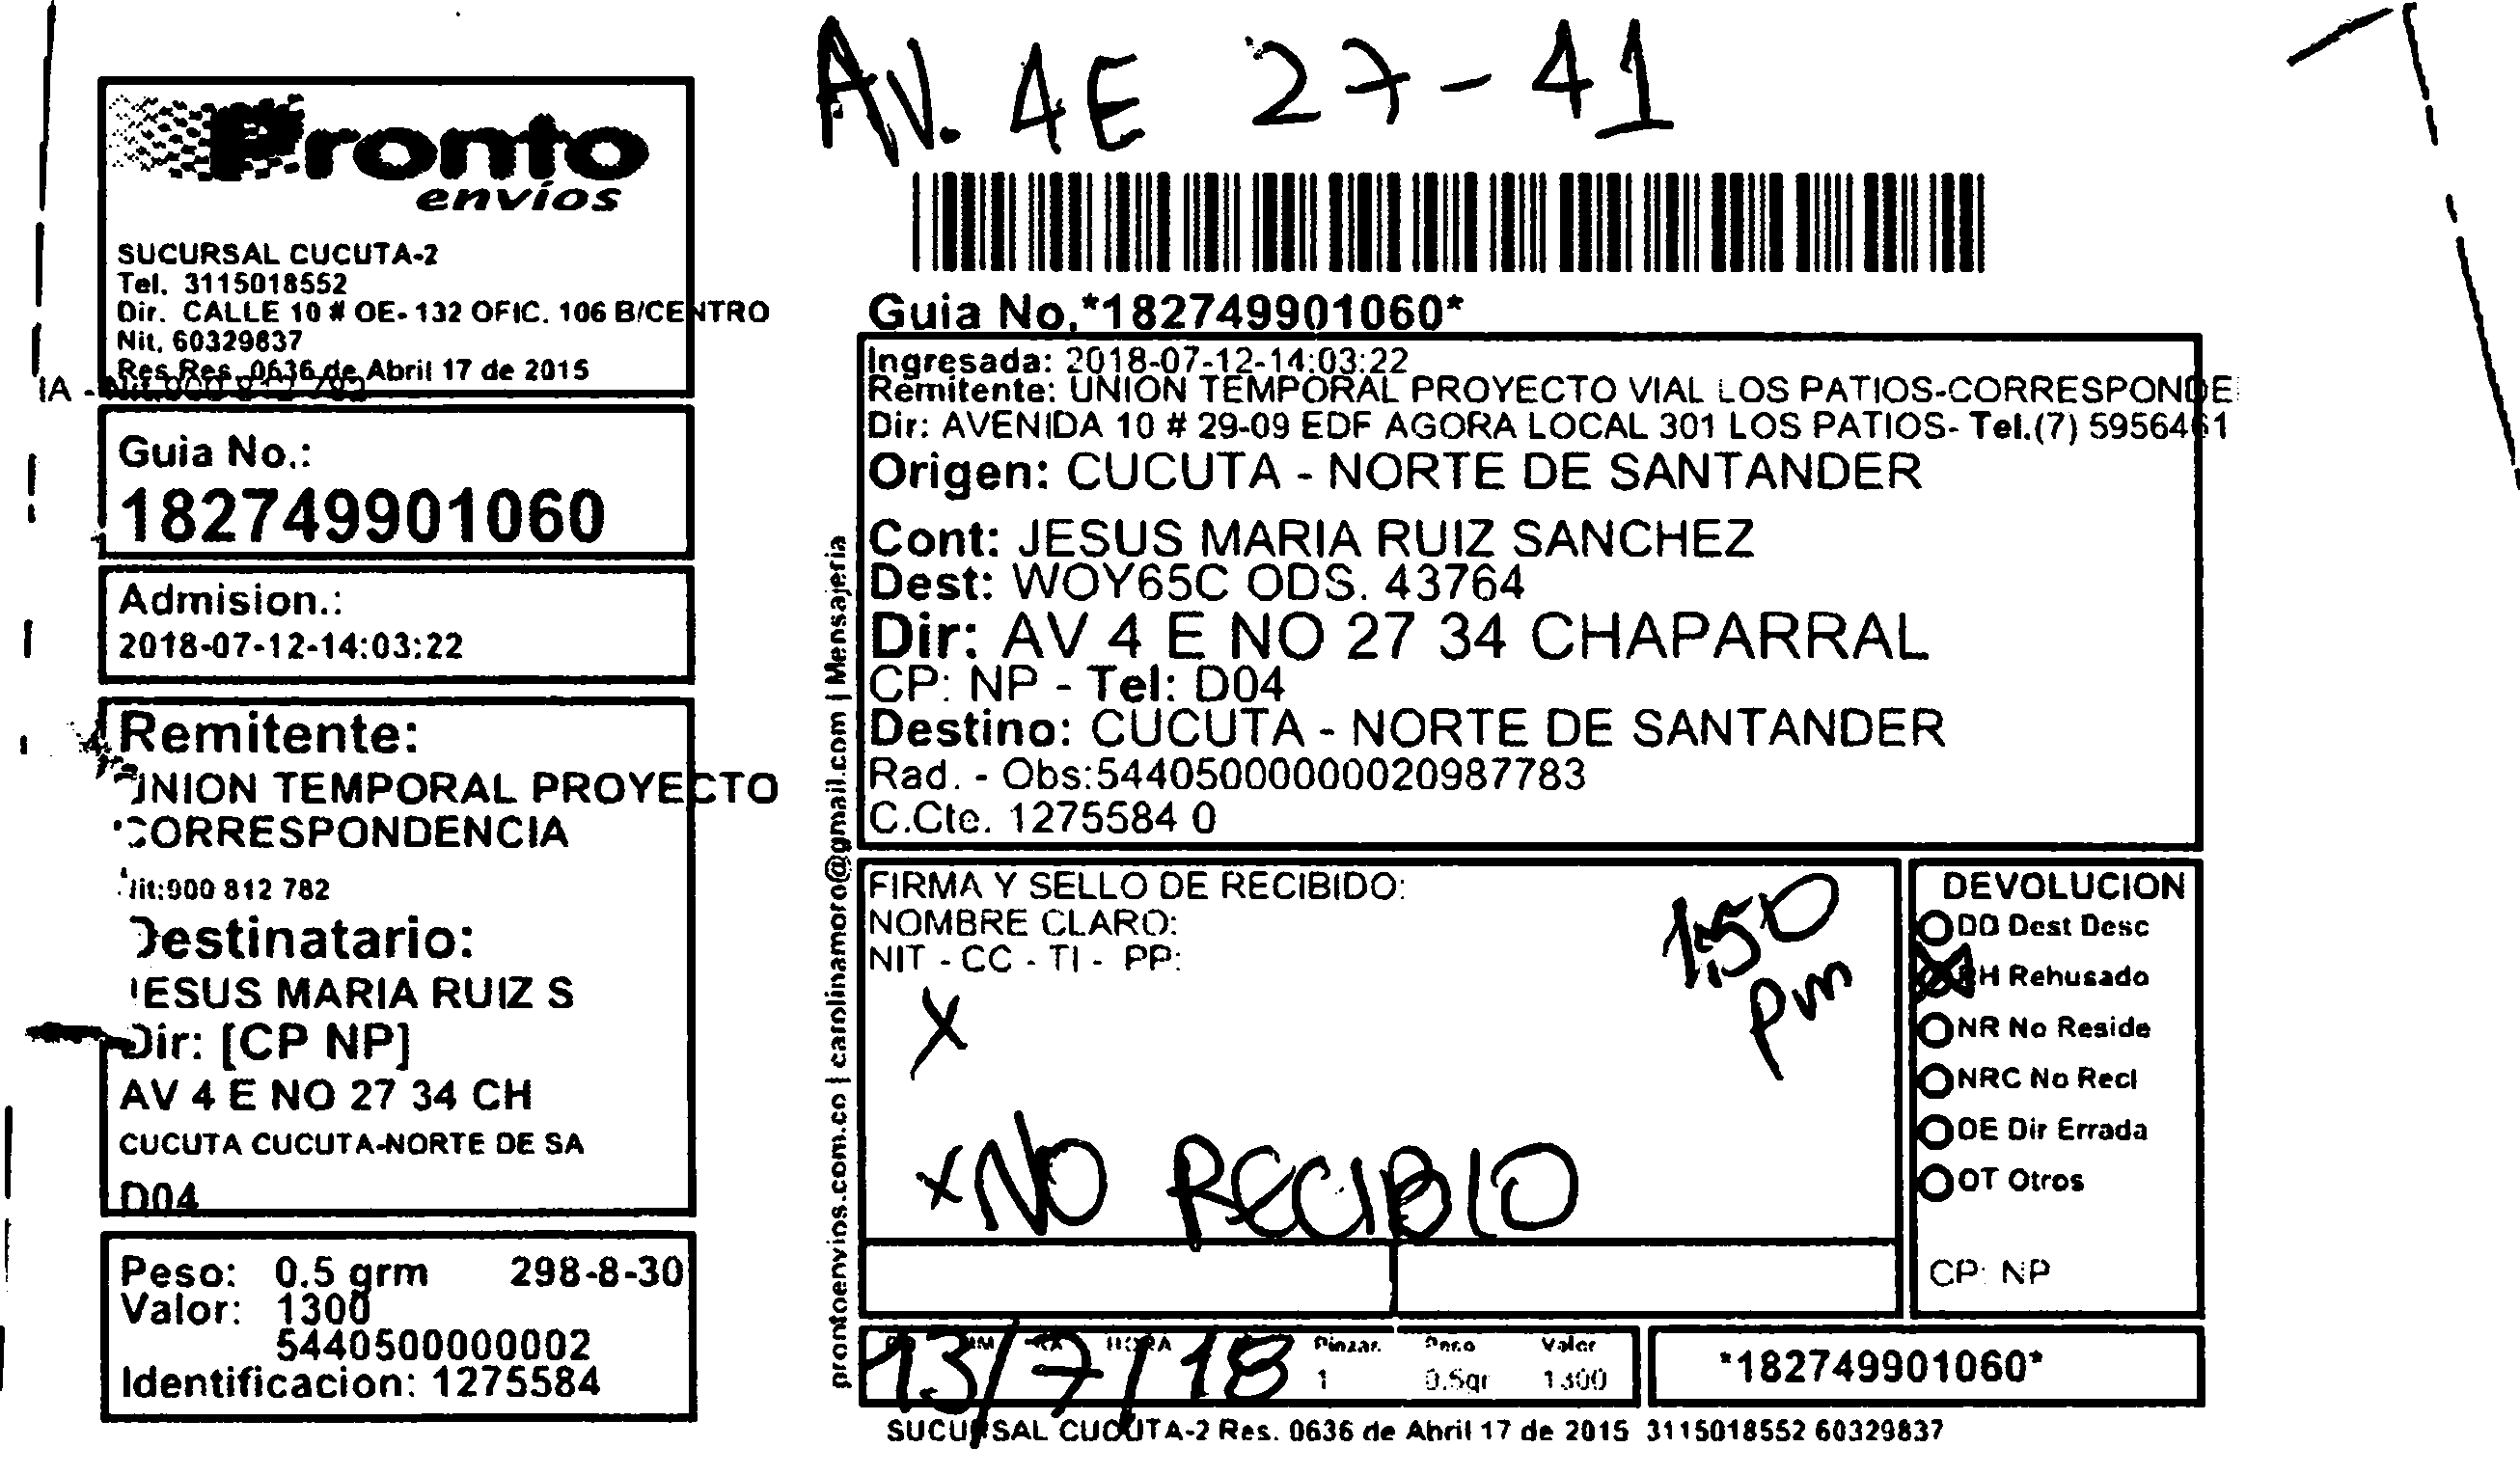 AV. 4E 27-41
Pronto
envíos
SUCURSAL CUCUTA-2
Tel. 3115018552
Dir. CALLE 10 # OE-132 OFIC. 106 B/CENTRO
Nit. 60329837
Res Res. 0636 de Abril 17 de 2015
IA - Nit 900
Guia No.:
182749901060
Admision.:
2018-07-12-14:03:22
Remitente:
UNION TEMPORAL PROYECTO
CORRESPONDENCIA
Nit:900 812 782
Destinatario:
JESUS MARIA RUIZ S
Dir: [CP NP]
AV 4 E NO 27 34 CH
CUCUTA CUCUTA-NORTE DE SA
D04
Peso: 0.5 grm 298-8-30
Valor: 1300
5440500000002
Identificacion: 1275584
prontoenvios.com.co | carolinamoro@gmail.com | Mensajeria
Guia No.*182749901060*
Ingresada: 2018-07-12-14:03:22
Remitente: UNION TEMPORAL PROYECTO VIAL LOS PATIOS-CORRESPONDE
Dir: AVENIDA 10 # 29-09 EDF AGORA LOCAL 301 LOS PATIOS- Tel.(7) 5956461
Origen: CUCUTA - NORTE DE SANTANDER
Cont: JESUS MARIA RUIZ SANCHEZ
Dest: WOY65C ODS. 43764
Dir: AV 4 E NO 27 34 CHAPARRAL
CP: NP - Tel: D04
Destino: CUCUTA - NORTE DE SANTANDER
Rad. - Obs:544050000000020987783
C.Cte. 1275584 0
FIRMA Y SELLO DE RECIBIDO:
NOMBRE CLARO:
NIT - CC - TI - PP:
1:50
pm
X
x NO RECIBIO
DEVOLUCION
DD Dest Desc
RH Rehusado
NR No Reside
NRC No Recl
OE Dir Errada
OT Otros
CP: NP
HORA Piezas. Peso Valor
13/7/18 1 0.5gr 1300
*182749901060*
SUCURSAL CUCUTA-2 Res. 0636 de Abril 17 de 2015 3115018552 60329837